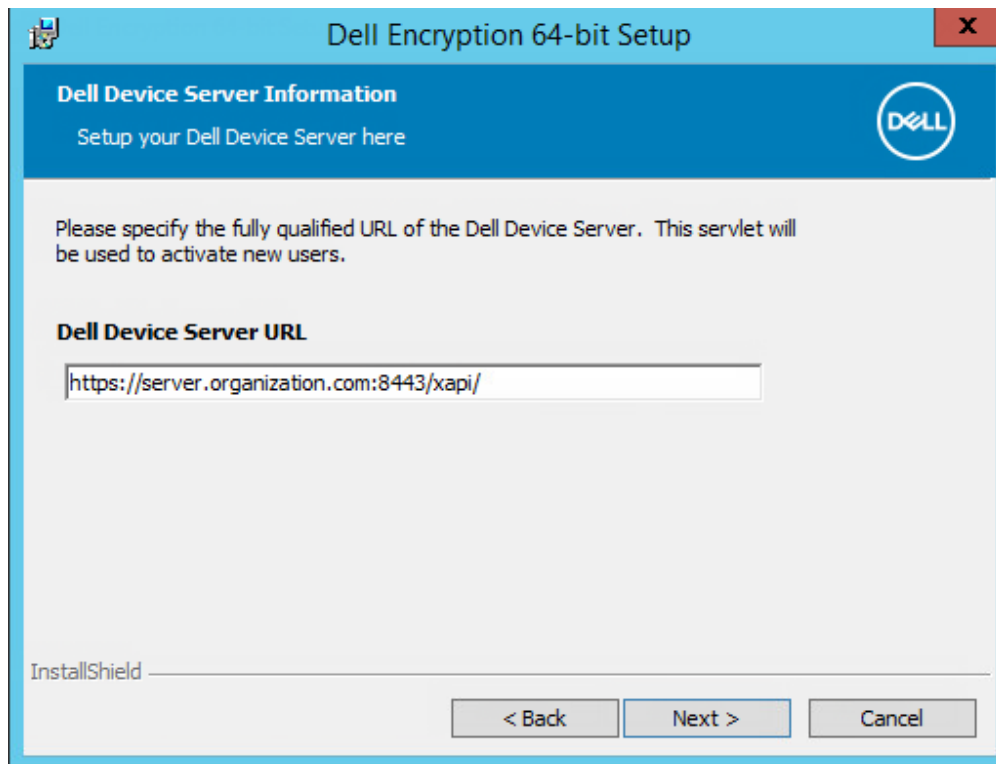 Dell Encryption 64-bit Setup
x
Dell Device Server Information
Setup your Dell Device Server here
DELL
Please specify the fully qualified URL of the Dell Device Server. This servlet will
be used to activate new users.
Dell Device Server URL
https://server.organization.com:8443/xapi/
InstallShield
< Back
Next >
Cancel